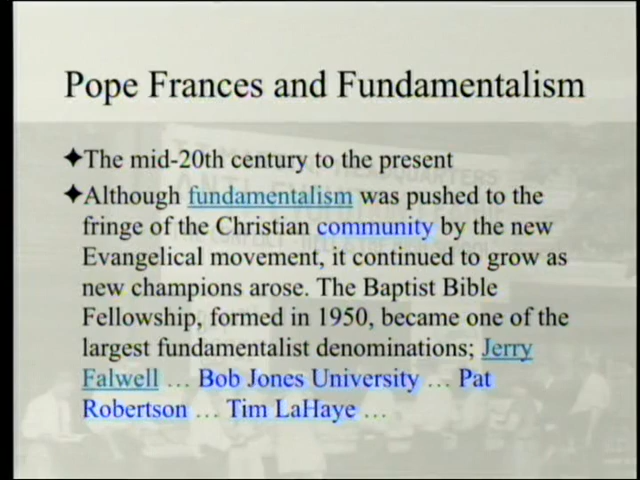 Pope Frances and Fundamentalism
✦The mid-20th century to the present
✦Although fundamentalism was pushed to the
fringe of the Christian community by the new
Evangelical movement, it continued to grow as
new champions arose. The Baptist Bible
Fellowship, formed in 1950, became one of the
largest fundamentalist denominations; Jerry
Falwell … Bob Jones University … Pat
Robertson … Tim LaHaye …